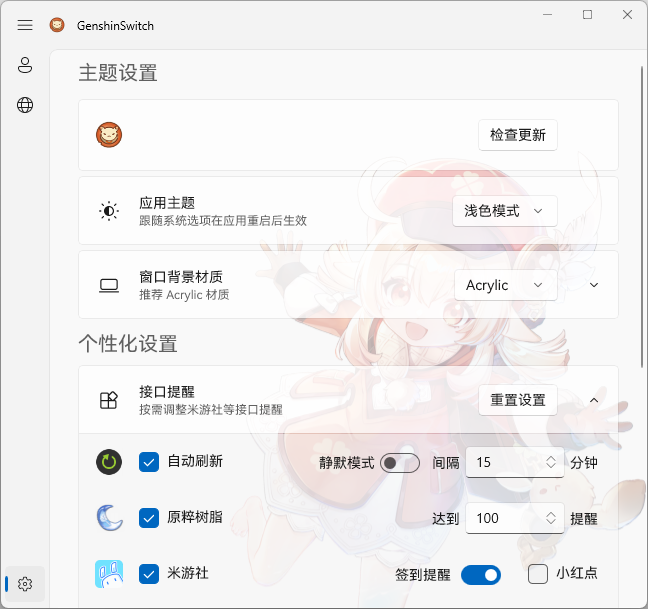 GenshinSwitch
主题设置
检查更新
应用主题
跟随系统选项在应用重启后生效
浅色模式
窗口背景材质
推荐 Acrylic 材质
Acrylic
个性化设置
接口提醒
按需调整米游社等接口提醒
重置设置
自动刷新 静默模式 间隔 15 分钟
原粹树脂 达到 100 提醒
米游社 签到提醒 小红点